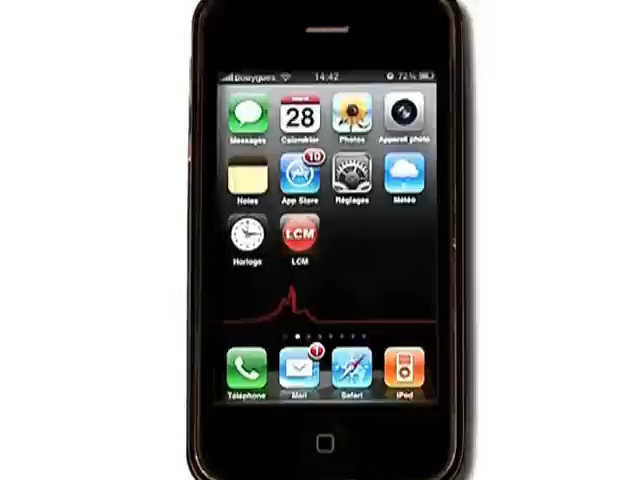 Bouygues 14:42 72 %
28
Messages Calendrier Photos Appareil photo
10
Notes App Store Réglages Météo
LCM
Horloge LCM
1
Téléphone Mail Safari iPod